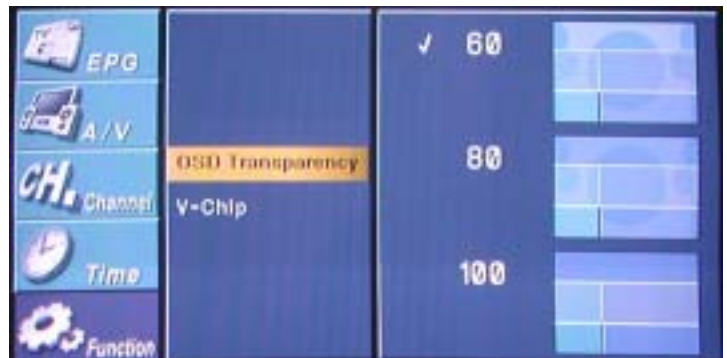 EPG
A/V
CH. Channel
Time
Function
OSD Transparency
V-Chip
✓ 60
80
100